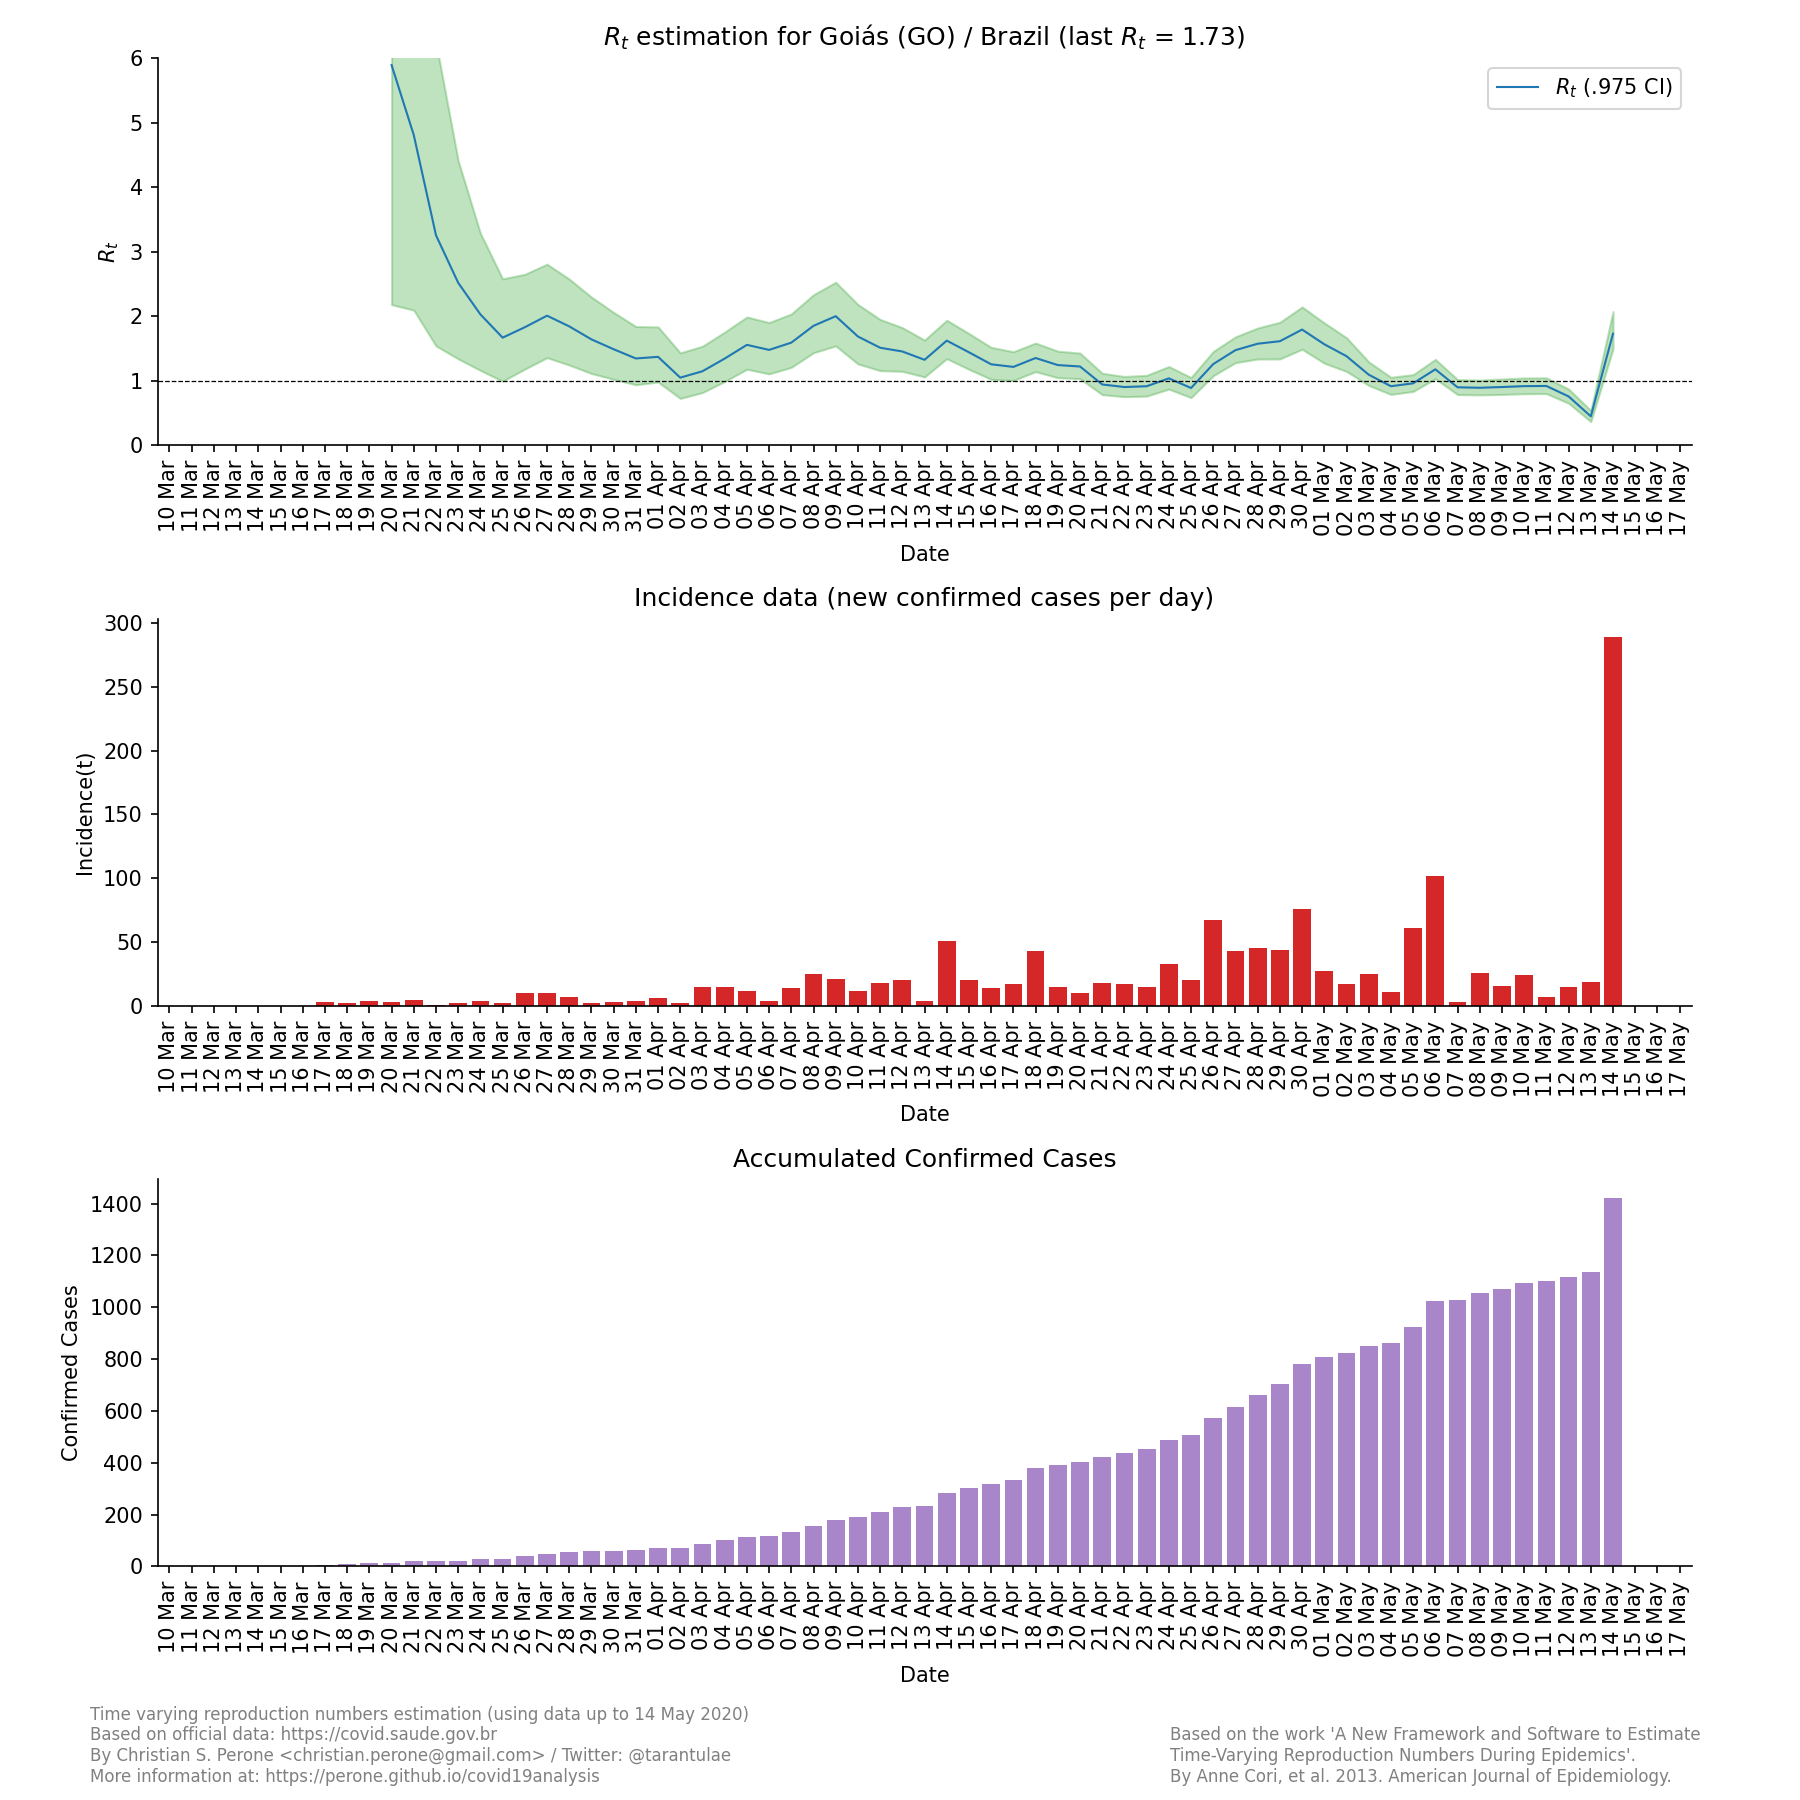 Rt estimation for Goiás (GO) / Brazil (last Rt = 1.73)
Rt (.975 CI)
6
5
4
3
2
1
0
Rt
10 Mar 11 Mar 12 Mar 13 Mar 14 Mar 15 Mar 16 Mar 17 Mar 18 Mar 19 Mar 20 Mar 21 Mar 22 Mar 23 Mar 24 Mar 25 Mar 26 Mar 27 Mar 28 Mar 29 Mar 30 Mar 31 Mar 01 Apr 02 Apr 03 Apr 04 Apr 05 Apr 06 Apr 07 Apr 08 Apr 09 Apr 10 Apr 11 Apr 12 Apr 13 Apr 14 Apr 15 Apr 16 Apr 17 Apr 18 Apr 19 Apr 20 Apr 21 Apr 22 Apr 23 Apr 24 Apr 25 Apr 26 Apr 27 Apr 28 Apr 29 Apr 30 Apr 01 May 02 May 03 May 04 May 05 May 06 May 07 May 08 May 09 May 10 May 11 May 12 May 13 May 14 May 15 May 16 May 17 May
Date
Incidence data (new confirmed cases per day)
300
250
200
150
100
50
0
Incidence(t)
10 Mar 11 Mar 12 Mar 13 Mar 14 Mar 15 Mar 16 Mar 17 Mar 18 Mar 19 Mar 20 Mar 21 Mar 22 Mar 23 Mar 24 Mar 25 Mar 26 Mar 27 Mar 28 Mar 29 Mar 30 Mar 31 Mar 01 Apr 02 Apr 03 Apr 04 Apr 05 Apr 06 Apr 07 Apr 08 Apr 09 Apr 10 Apr 11 Apr 12 Apr 13 Apr 14 Apr 15 Apr 16 Apr 17 Apr 18 Apr 19 Apr 20 Apr 21 Apr 22 Apr 23 Apr 24 Apr 25 Apr 26 Apr 27 Apr 28 Apr 29 Apr 30 Apr 01 May 02 May 03 May 04 May 05 May 06 May 07 May 08 May 09 May 10 May 11 May 12 May 13 May 14 May 15 May 16 May 17 May
Date
Accumulated Confirmed Cases
1400
1200
1000
800
600
400
200
0
Confirmed Cases
10 Mar 11 Mar 12 Mar 13 Mar 14 Mar 15 Mar 16 Mar 17 Mar 18 Mar 19 Mar 20 Mar 21 Mar 22 Mar 23 Mar 24 Mar 25 Mar 26 Mar 27 Mar 28 Mar 29 Mar 30 Mar 31 Mar 01 Apr 02 Apr 03 Apr 04 Apr 05 Apr 06 Apr 07 Apr 08 Apr 09 Apr 10 Apr 11 Apr 12 Apr 13 Apr 14 Apr 15 Apr 16 Apr 17 Apr 18 Apr 19 Apr 20 Apr 21 Apr 22 Apr 23 Apr 24 Apr 25 Apr 26 Apr 27 Apr 28 Apr 29 Apr 30 Apr 01 May 02 May 03 May 04 May 05 May 06 May 07 May 08 May 09 May 10 May 11 May 12 May 13 May 14 May 15 May 16 May 17 May
Date
Time varying reproduction numbers estimation (using data up to 14 May 2020)
Based on official data: https://covid.saude.gov.br
By Christian S. Perone <christian.perone@gmail.com> / Twitter: @tarantulae
More information at: https://perone.github.io/covid19analysis
Based on the work 'A New Framework and Software to Estimate
Time-Varying Reproduction Numbers During Epidemics'.
By Anne Cori, et al. 2013. American Journal of Epidemiology.